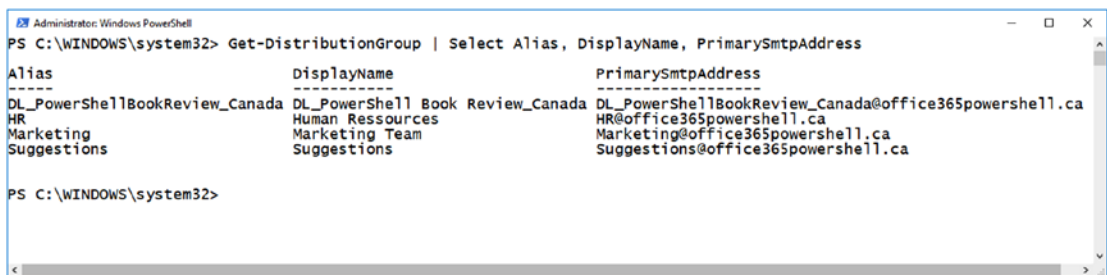 Administrator: Windows PowerShell
PS C:\WINDOWS\system32> Get-DistributionGroup | Select Alias, DisplayName, PrimarySmtpAddress
Alias DisplayName PrimarySmtpAddress
----- ----------- ------------------
DL_PowerShellBookReview_Canada DL_PowerShell Book Review_Canada DL_PowerShellBookReview_Canada@office365powershell.ca
HR Human Ressources HR@office365powershell.ca
Marketing Marketing Team Marketing@office365powershell.ca
Suggestions Suggestions Suggestions@office365powershell.ca
PS C:\WINDOWS\system32>